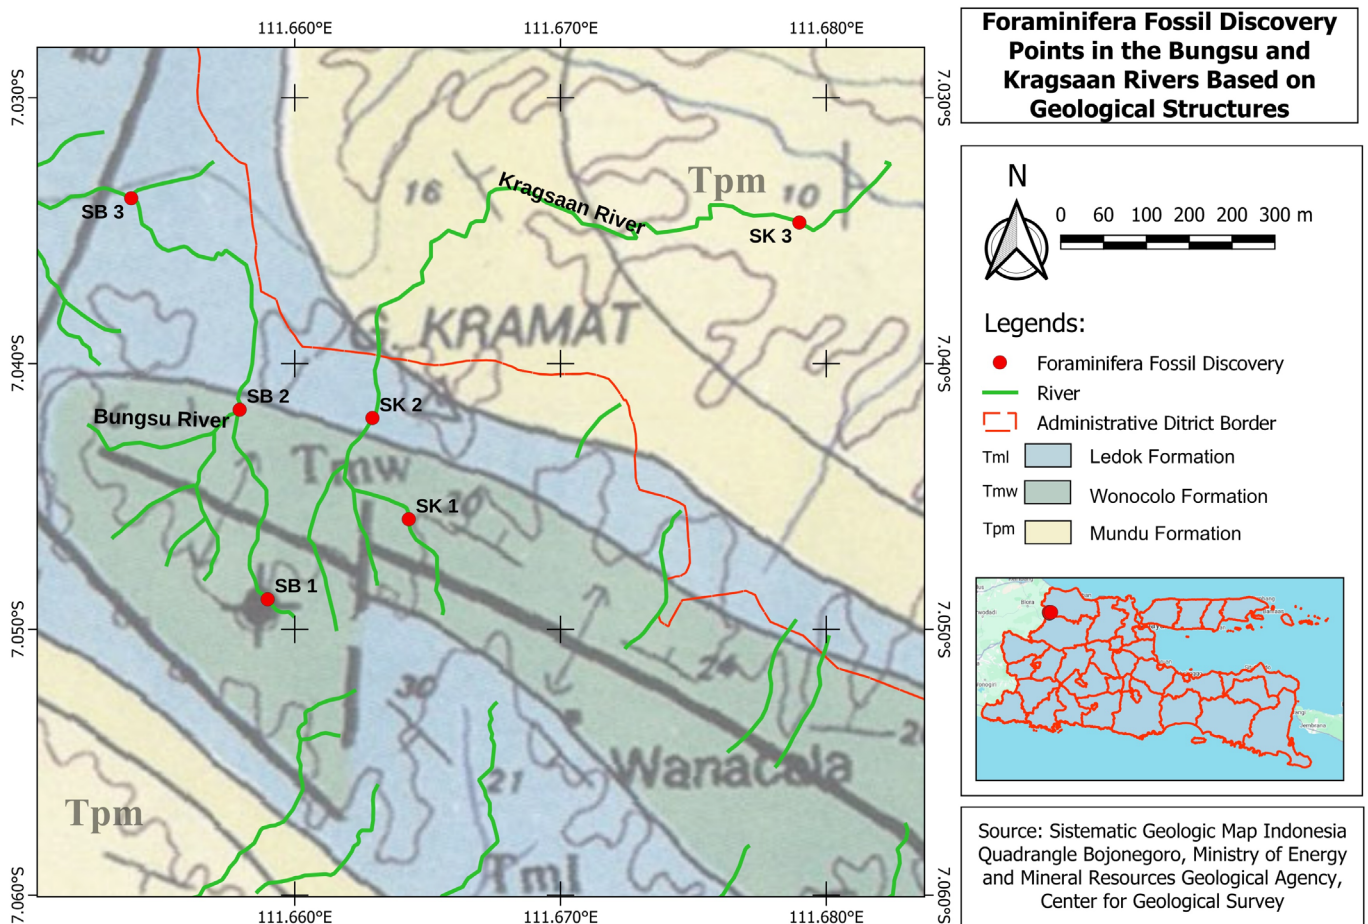 111.660°E
111.670°E
111.680°E
7.030°S
7.030°S
7.040°S
7.040°S
7.050°S
7.050°S
7.060°S
7.060°S
111.660°E
111.670°E
111.680°E
40
16
Tpm
10
Kragsaan River
SB 3
SK 3
G. KRAMAT
SB 2
SK 2
Bungsu River
Tmw
SK 1
30
SB 1
24
30
Wanacola
21
Tpm
Tml
Foraminifera Fossil Discovery
Points in the Bungsu and
Kragsaan Rivers Based on
Geological Structures
N
0 60 100 200 200 300 m
Legends:
Foraminifera Fossil Discovery
River
Administrative Ditrict Border
Tml Ledok Formation
Tmw Wonocolo Formation
Tpm Mundu Formation
Blora
Source: Sistematic Geologic Map Indonesia
Quadrangle Bojonegoro, Ministry of Energy
and Mineral Resources Geological Agency,
Center for Geological Survey